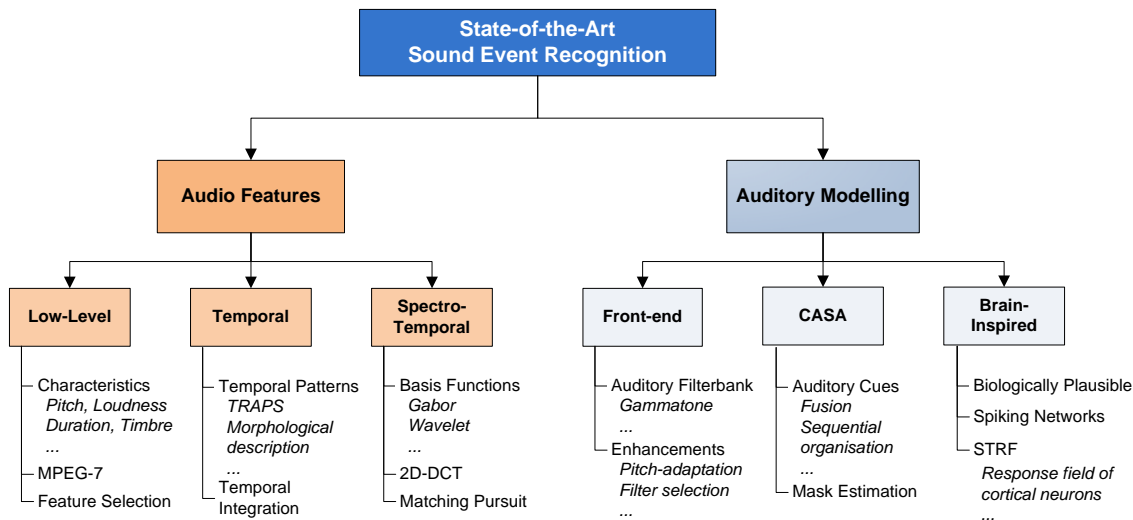 State-of-the-Art
Sound Event Recognition
Audio Features
Auditory Modelling
Low-Level
Temporal
Spectro-
Temporal
Front-end
CASA
Brain-
Inspired
Characteristics
Pitch, Loudness
Duration, Timbre
...
MPEG-7
Feature Selection
Temporal Patterns
TRAPS
Morphological
description
...
Temporal
Integration
Basis Functions
Gabor
Wavelet
...
2D-DCT
Matching Pursuit
Auditory Filterbank
Gammatone
...
Enhancements
Pitch-adaptation
Filter selection
...
Auditory Cues
Fusion
Sequential
organisation
...
Mask Estimation
Biologically Plausible
Spiking Networks
STRF
Response field of
cortical neurons
...